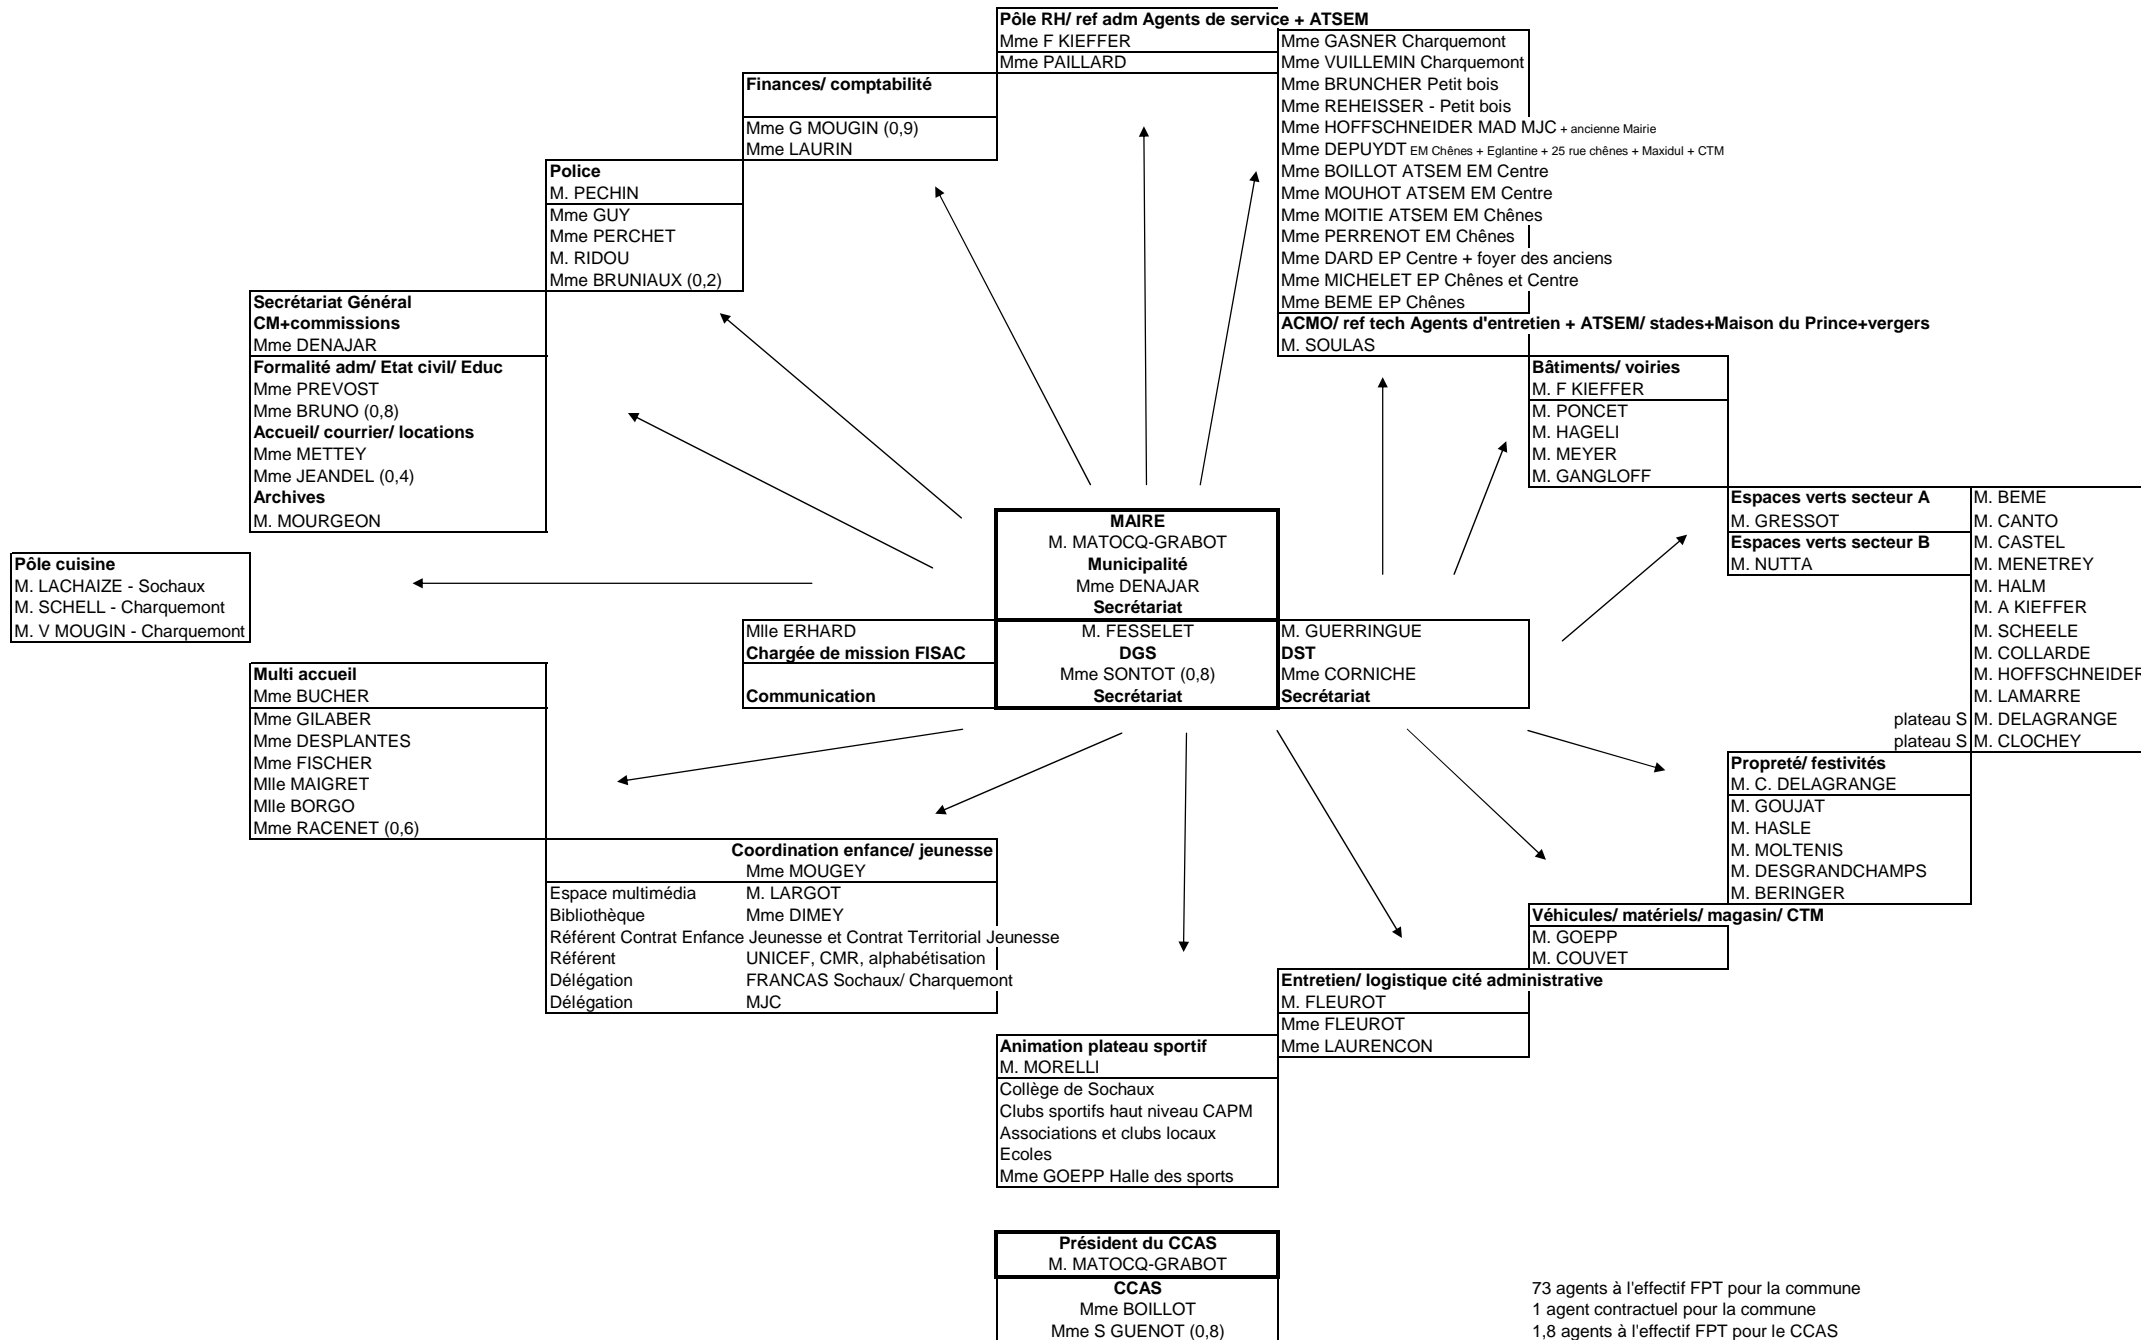 Pôle RH/ ref adm Agents de service + ATSEM
Mme F KIEFFER
Mme PAILLARD
Mme GASNER Charquemont
Mme VUILLEMIN Charquemont
Mme BRUNCHER Petit bois
Mme REHEISSER - Petit bois
Mme HOFFSCHNEIDER MAD MJC + ancienne Mairie
Mme DEPUYDT EM Chênes + Eglantine + 25 rue chênes + Maxidul + CTM
Mme BOILLOT ATSEM EM Centre
Mme MOUHOT ATSEM EM Centre
Mme MOITIE ATSEM EM Chênes
Mme PERRENOT EM Chênes
Mme DARD EP Centre + foyer des anciens
Mme MICHELET EP Chênes et Centre
Mme BEME EP Chênes
Finances/ comptabilité
Mme G MOUGIN (0,9)
Mme LAURIN
Police
M. PECHIN
Mme GUY
Mme PERCHET
M. RIDOU
Mme BRUNIAUX (0,2)
Secrétariat Général
CM+commissions
Mme DENAJAR
Formalité adm/ Etat civil/ Educ
Mme PREVOST
Mme BRUNO (0,8)
Accueil/ courrier/ locations
Mme METTEY
Mme JEANDEL (0,4)
Archives
M. MOURGEON
ACMO/ ref tech Agents d'entretien + ATSEM/ stades+Maison du Prince+vergers
M. SOULAS
Bâtiments/ voiries
M. F KIEFFER
M. PONCET
M. HAGELI
M. MEYER
M. GANGLOFF
Espaces verts secteur A
M. GRESSOT
Espaces verts secteur B
M. NUTTA
M. BEME
M. CANTO
M. CASTEL
M. MENETREY
M. HALM
M. A KIEFFER
M. SCHEELE
M. COLLARDE
M. HOFFSCHNEIDER
M. LAMARRE
plateau S M. DELAGRANGE
plateau S M. CLOCHEY
Pôle cuisine
M. LACHAIZE - Sochaux
M. SCHELL - Charquemont
M. V MOUGIN - Charquemont
MAIRE
M. MATOCQ-GRABOT
Municipalité
Mme DENAJAR
Secrétariat
Mlle ERHARD
Chargée de mission FISAC
Communication
M. FESSELET
DGS
Mme SONTOT (0,8)
Secrétariat
M. GUERRINGUE
DST
Mme CORNICHE
Secrétariat
Multi accueil
Mme BUCHER
Mme GILABER
Mme DESPLANTES
Mme FISCHER
Mlle MAIGRET
Mlle BORGO
Mme RACENET (0,6)
Coordination enfance/ jeunesse
Mme MOUGEY
Espace multimédia M. LARGOT
Bibliothèque Mme DIMEY
Référent Contrat Enfance Jeunesse et Contrat Territorial Jeunesse
Référent UNICEF, CMR, alphabétisation
Délégation FRANCAS Sochaux/ Charquemont
Délégation MJC
Propreté/ festivités
M. C. DELAGRANGE
M. GOUJAT
M. HASLE
M. MOLTENIS
M. DESGRANDCHAMPS
M. BERINGER
Véhicules/ matériels/ magasin/ CTM
M. GOEPP
M. COUVET
Entretien/ logistique cité administrative
M. FLEUROT
Mme FLEUROT
Mme LAURENCON
Animation plateau sportif
M. MORELLI
Collège de Sochaux
Clubs sportifs haut niveau CAPM
Associations et clubs locaux
Ecoles
Mme GOEPP Halle des sports
Président du CCAS
M. MATOCQ-GRABOT
CCAS
Mme BOILLOT
Mme S GUENOT (0,8)
73 agents à l'effectif FPT pour la commune
1 agent contractuel pour la commune
1,8 agents à l'effectif FPT pour le CCAS